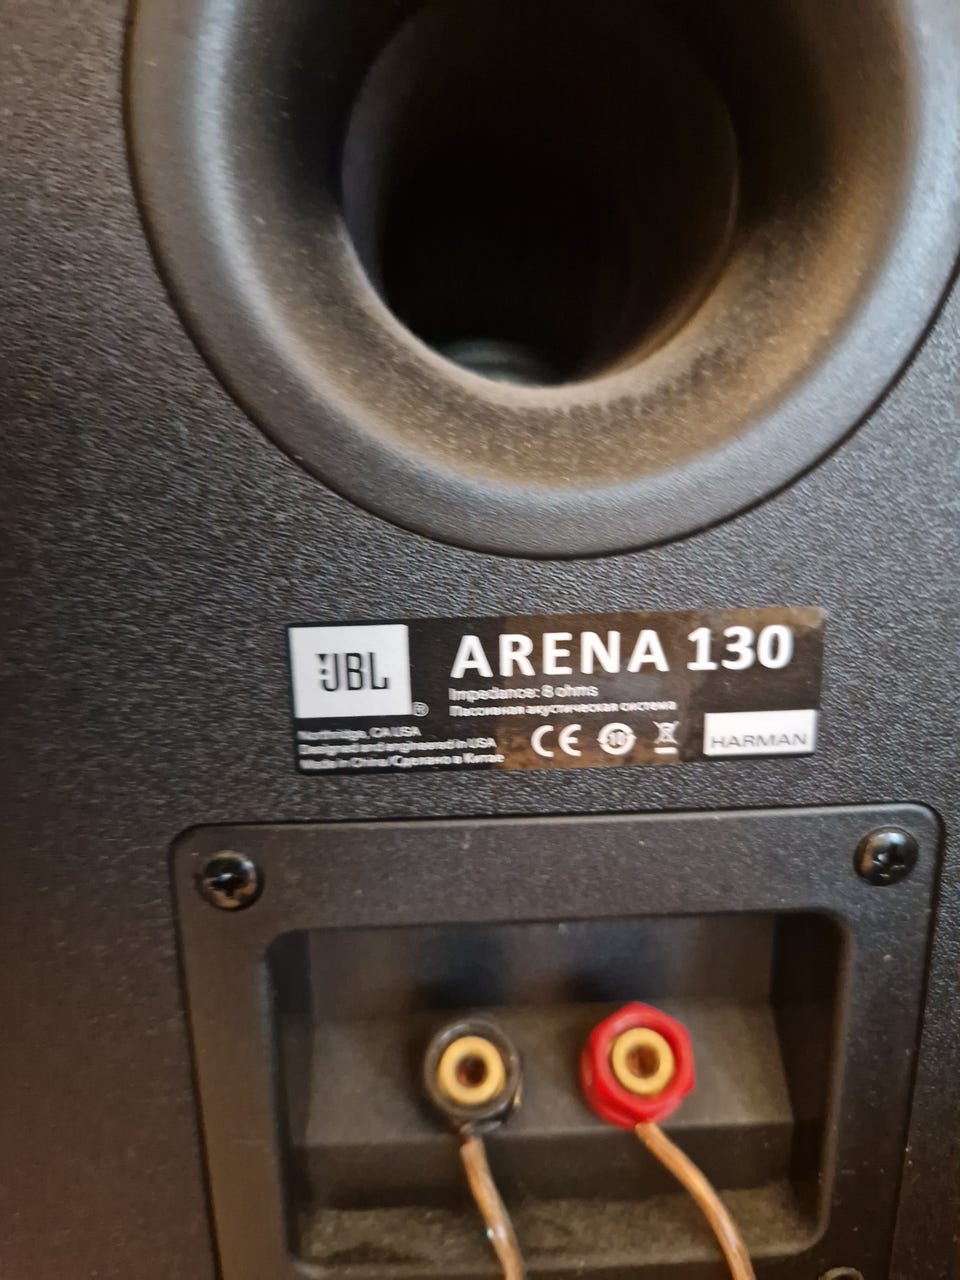 JBL
®
ARENA 130
Impedance: 8 ohms
Пассивная акустическая система
Northridge, CA USA
Designed and engineered in USA
Made in China/Сделано в Китае
CE
10
HARMAN